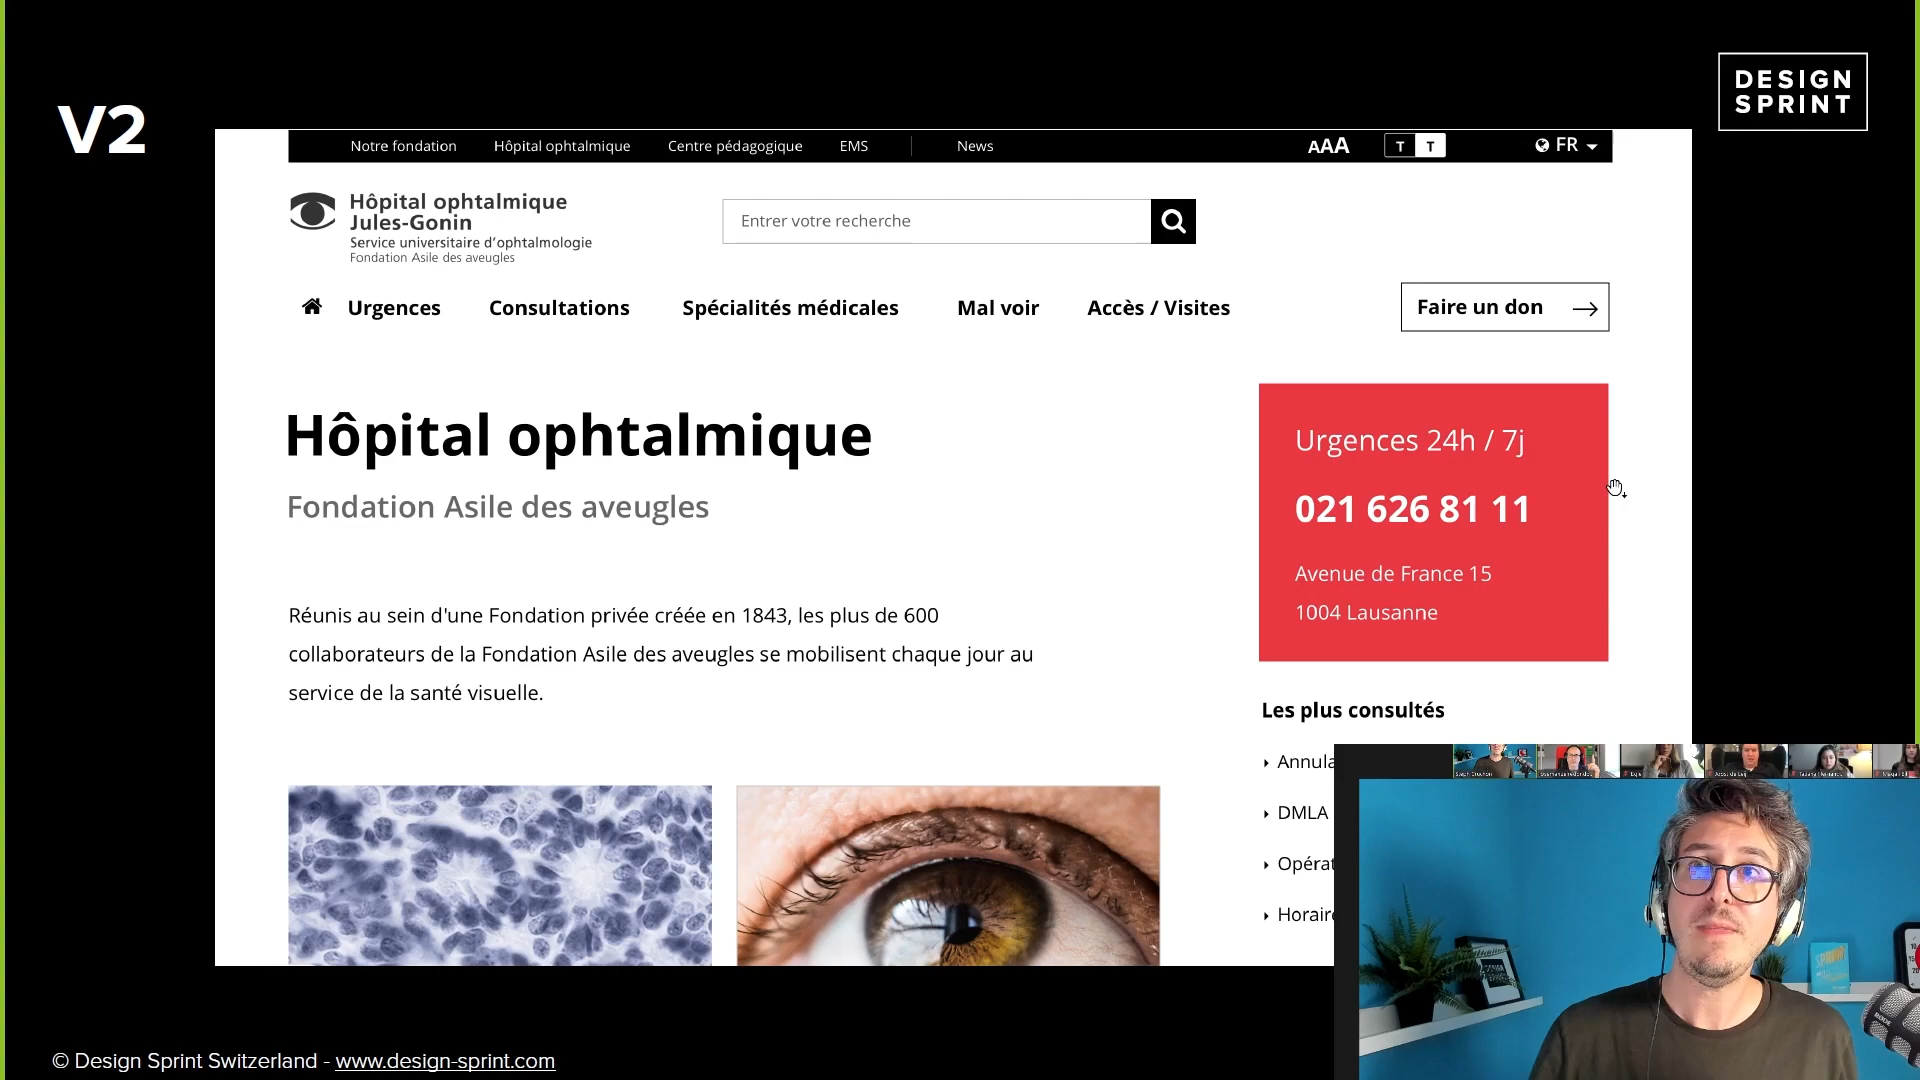 V2
DESIGN
SPRINT
Notre fondation Hôpital ophtalmique Centre pédagogique EMS News AAA T T FR
Hôpital ophtalmique
Jules-Gonin
Service universitaire d'ophtalmologie
Fondation Asile des aveugles
Entrer votre recherche
Urgences Consultations Spécialités médicales Mal voir Accès / Visites Faire un don
Hôpital ophtalmique
Fondation Asile des aveugles
Réunis au sein d'une Fondation privée créée en 1843, les plus de 600
collaborateurs de la Fondation Asile des aveugles se mobilisent chaque jour au
service de la santé visuelle.
Urgences 24h / 7j
021 626 81 11
Avenue de France 15
1004 Lausanne
Les plus consultés
Annula
DMLA
Opérat
Horaire
SPRINT
© Design Sprint Switzerland - www.design-sprint.com